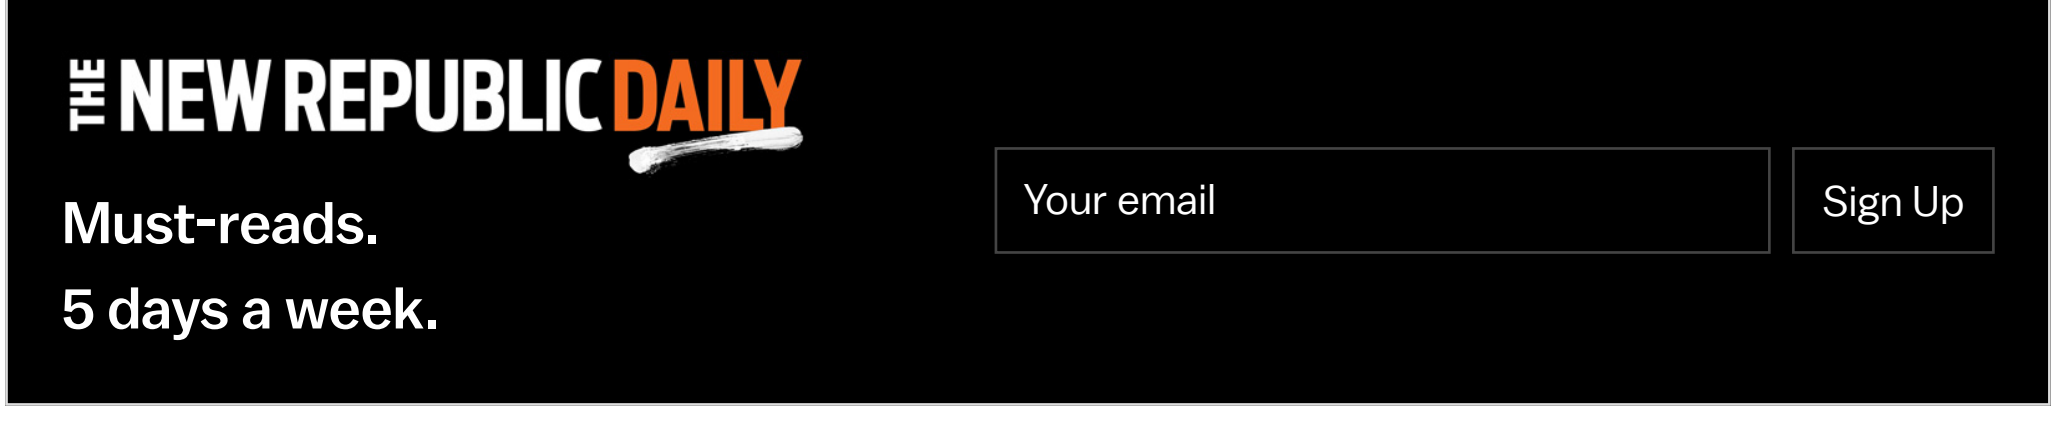 THE NEW REPUBLIC DAILY
Must-reads.
5 days a week.
Your email
Sign Up